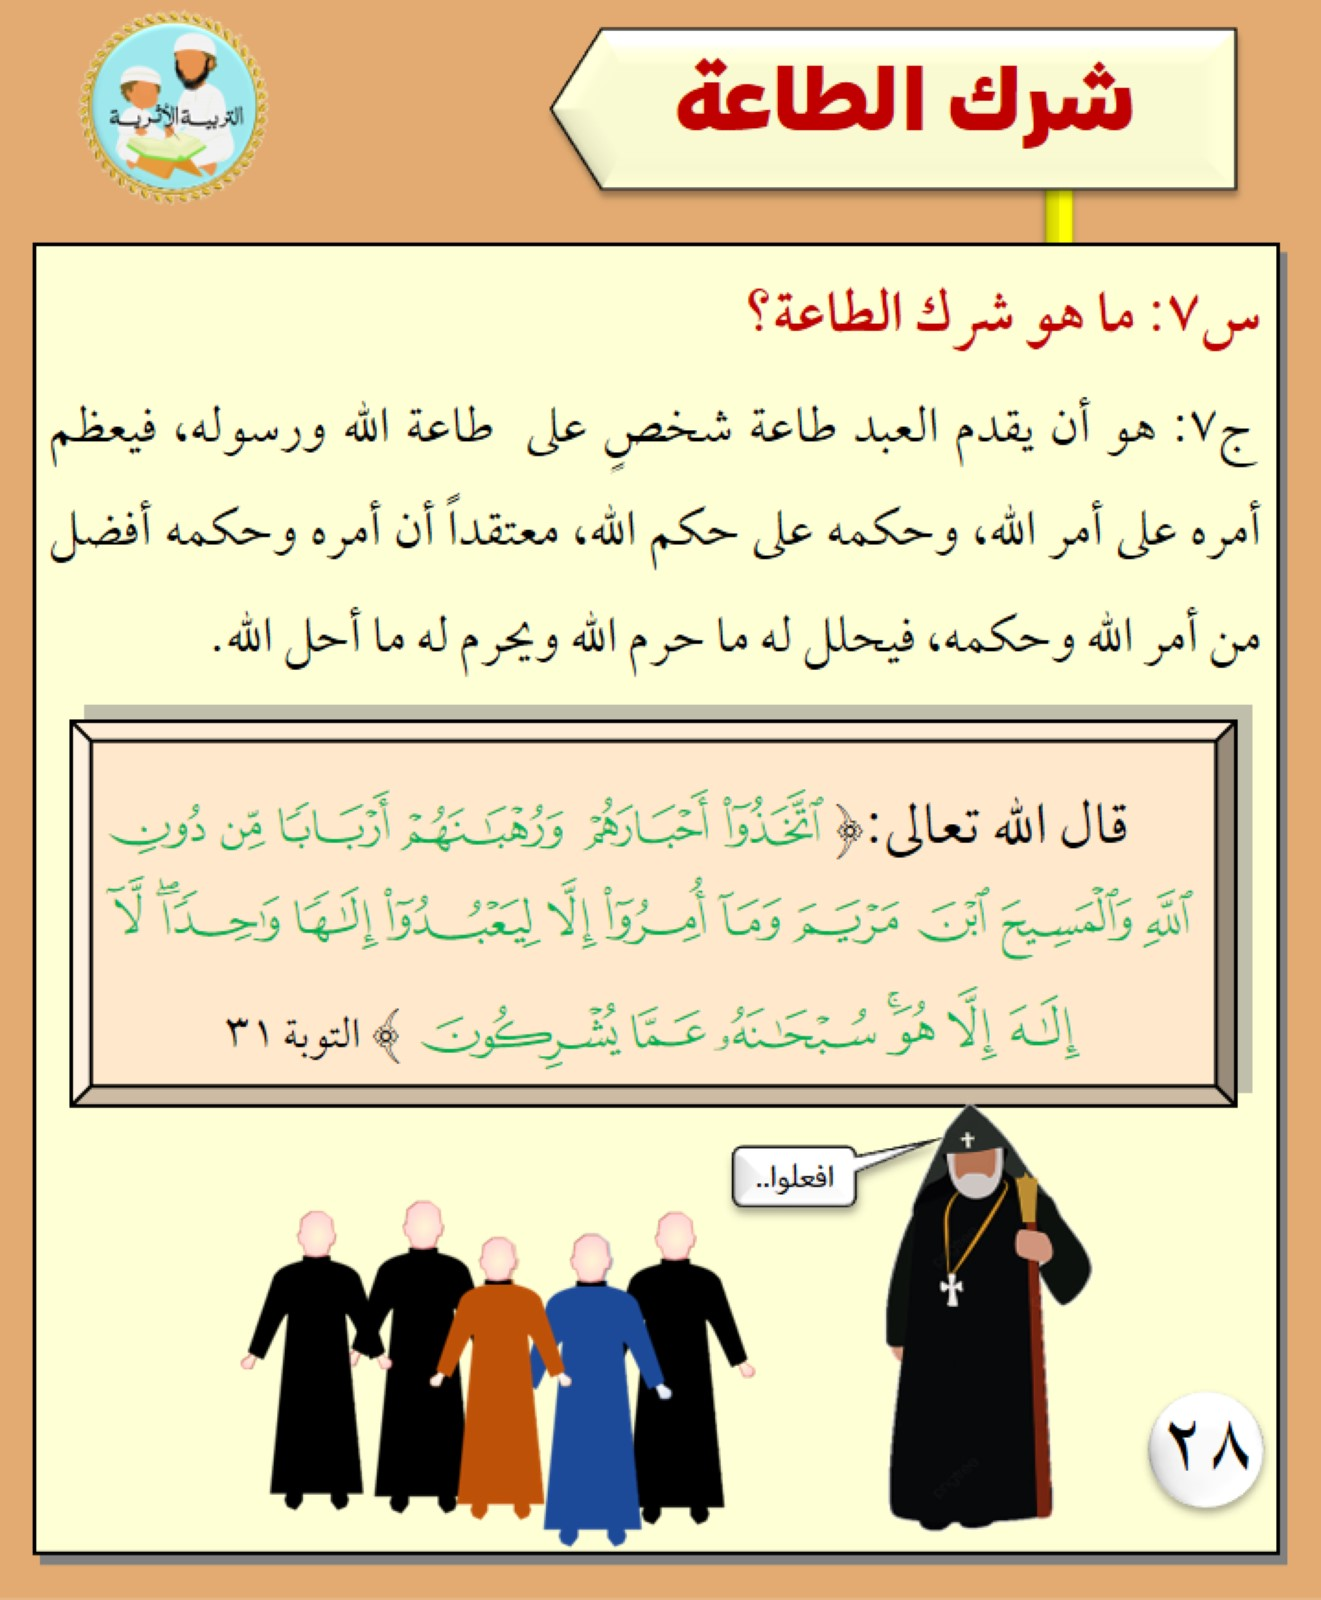 التربية الأثرية
شرك الطاعة
س٧: ما هو شرك الطاعة؟
ج٧: هو أن يقدم العبد طاعة شخصٍ على طاعة الله ورسوله، فيعظم
أمره على أمر الله، وحكمه على حكم الله، معتقداً أن أمره وحكمه أفضل
من أمر الله وحكمه، فيحلل له ما حرم الله ويحرم له ما أحل الله.
قال الله تعالى: ﴿ ٱتَّخَذُوٓا۟ أَحْبَارَهُمْ وَرُهْبَـٰنَهُمْ أَرْبَابًا مِّن دُونِ
ٱللَّهِ وَٱلْمَسِيحَ ٱبْنَ مَرْيَمَ وَمَآ أُمِرُوٓا۟ إِلَّا لِيَعْبُدُوٓا۟ إِلَـٰهًا وَٰحِدًا ۖ لَّآ
إِلَـٰهَ إِلَّا هُوَ ۚ سُبْحَـٰنَهُۥ عَمَّا يُشْرِكُونَ ﴾ التوبة ٣١
افعلوا..
٢٨